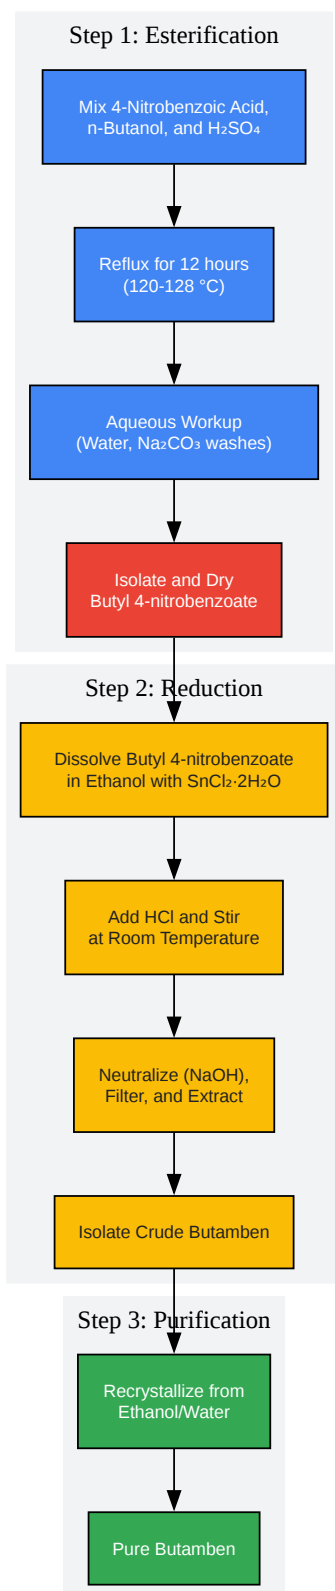 Step 1: Esterification
Mix 4-Nitrobenzoic Acid,
n-Butanol, and H₂SO₄
Reflux for 12 hours
(120-128 °C)
Aqueous Workup
(Water, Na₂CO₃ washes)
Isolate and Dry
Butyl 4-nitrobenzoate
Step 2: Reduction
Dissolve Butyl 4-nitrobenzoate
in Ethanol with SnCl₂·2H₂O
Add HCl and Stir
at Room Temperature
Neutralize (NaOH),
Filter, and Extract
Isolate Crude Butamben
Step 3: Purification
Recrystallize from
Ethanol/Water
Pure Butamben